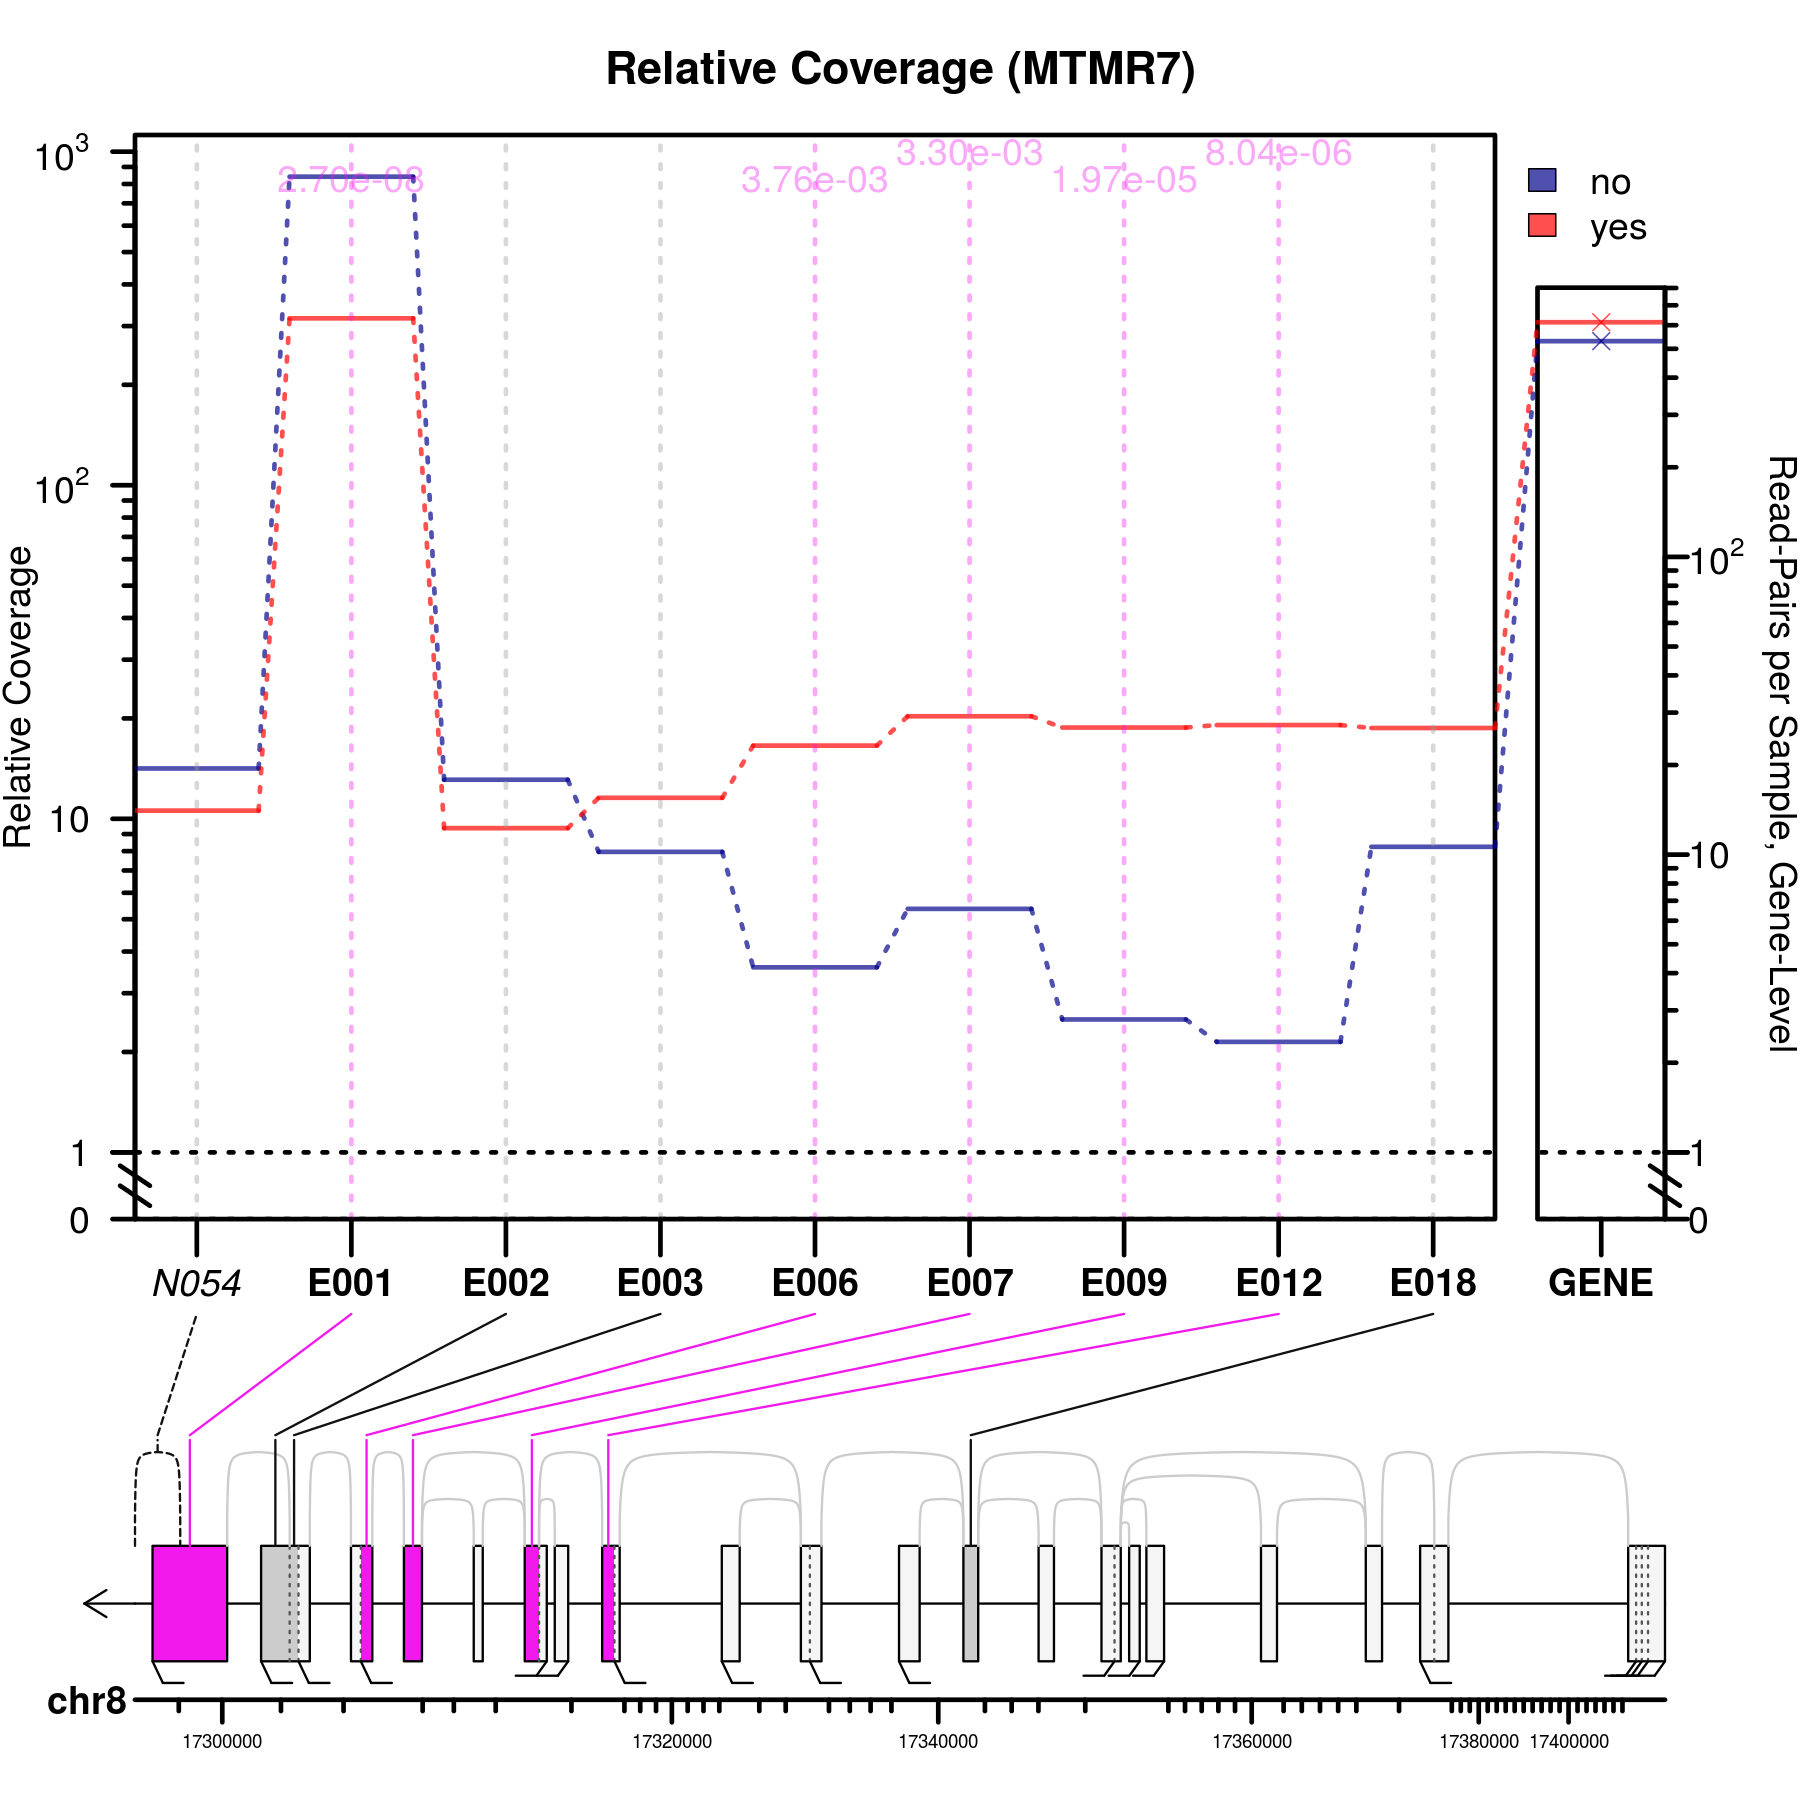 Relative Coverage (MTMR7)
10³
10²
10
1
0
Relative Coverage
2.70e-08
3.76e-03
3.30e-03
1.97e-05
8.04e-06
no
yes
10²
10
1
0
Read-Pairs per Sample, Gene-Level
N054 E001 E002 E003 E006 E007 E009 E012 E018 GENE
chr8
17300000 17320000 17340000 17360000 17380000 17400000